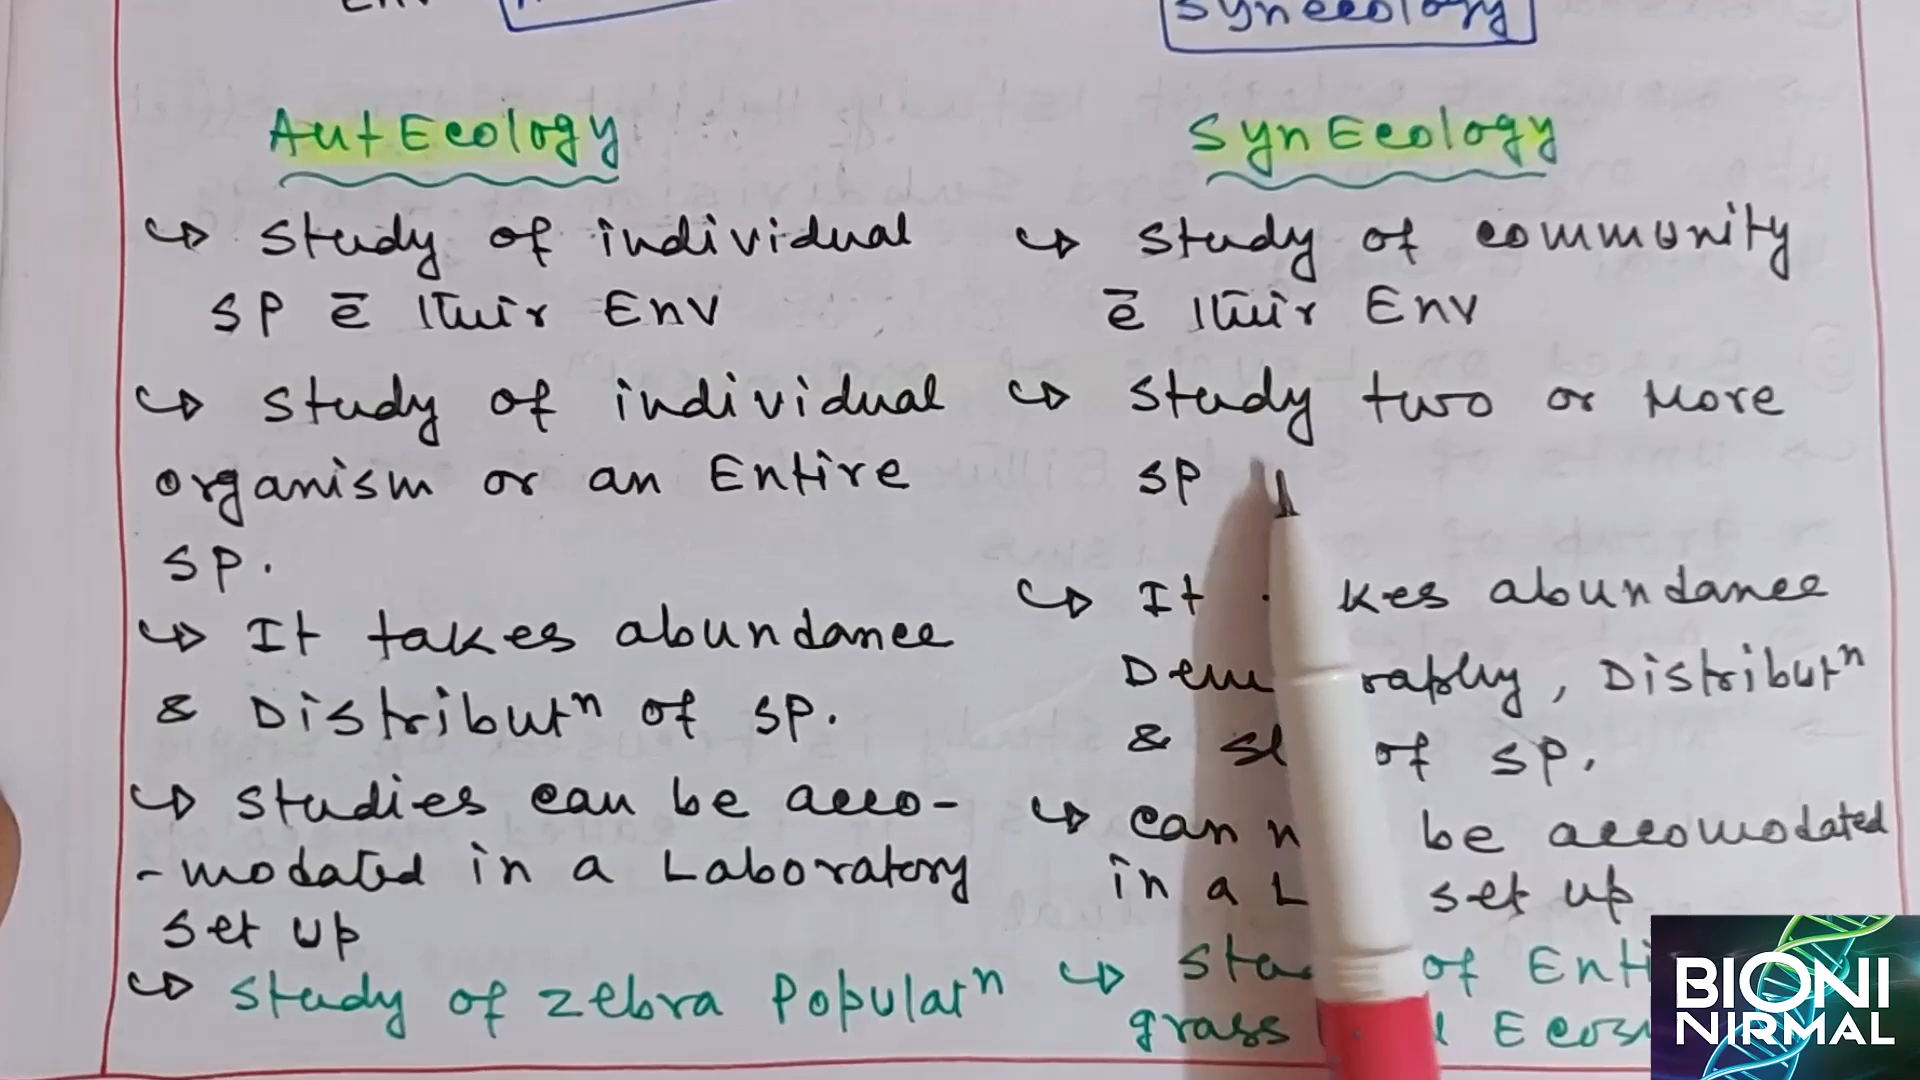 Synecology
AutEcology
SynEcology
↪ Study of individual
SP ē their Env
↪ Study of individual
organism or an Entire
SP.
↪ It takes abundance
& Distributⁿ of SP.
↪ Studies can be acco-
-modated in a Laboratory
set up
↪ Study of zebra Populatⁿ
↪ Study of community
ē their Env
↪ Study two or More
SP
↪ It kes abundance
Dem raphy, Distributⁿ
& of SP.
↪ can n be accomodated
in a L set up
↪ of
grass
BIONI
NIRMAL